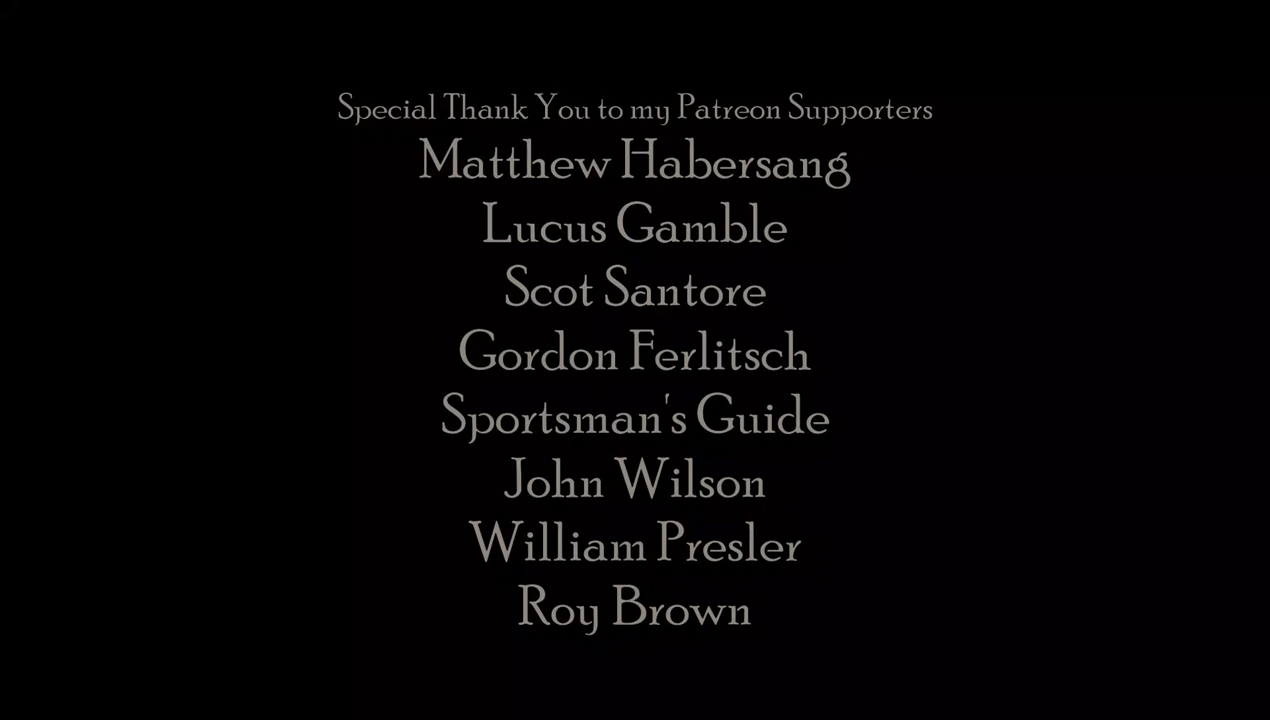 Special Thank You to my Patreon Supporters
Matthew Habersang
Lucus Gamble
Scot Santore
Gordon Ferlitsch
Sportsman's Guide
John Wilson
William Presler
Roy Brown